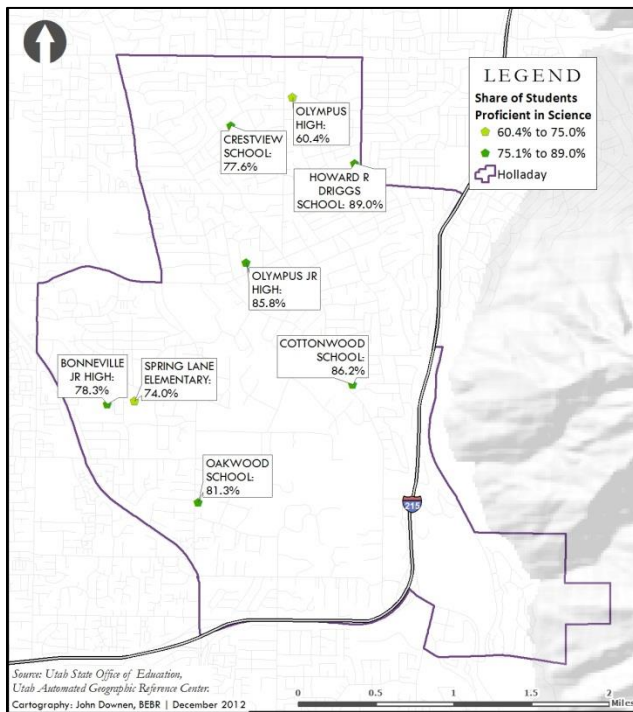 LEGEND
Share of Students
Proficient in Science
60.4% to 75.0%
75.1% to 89.0%
Holladay
OLYMPUS
HIGH:
60.4%
CRESTVIEW
SCHOOL:
77.6%
HOWARD R
DRIGGS
SCHOOL: 89.0%
OLYMPUS JR
HIGH:
85.8%
COTTONWOOD
SCHOOL:
86.2%
BONNEVILLE
JR HIGH:
78.3%
SPRING LANE
ELEMENTARY:
74.0%
OAKWOOD
SCHOOL:
81.3%
215
Source: Utah State Office of Education,
Utah Automated Geographic Reference Center.
Cartography: John Downen, BEBR | December 2012
0 0.5 1 1.5 2
Miles